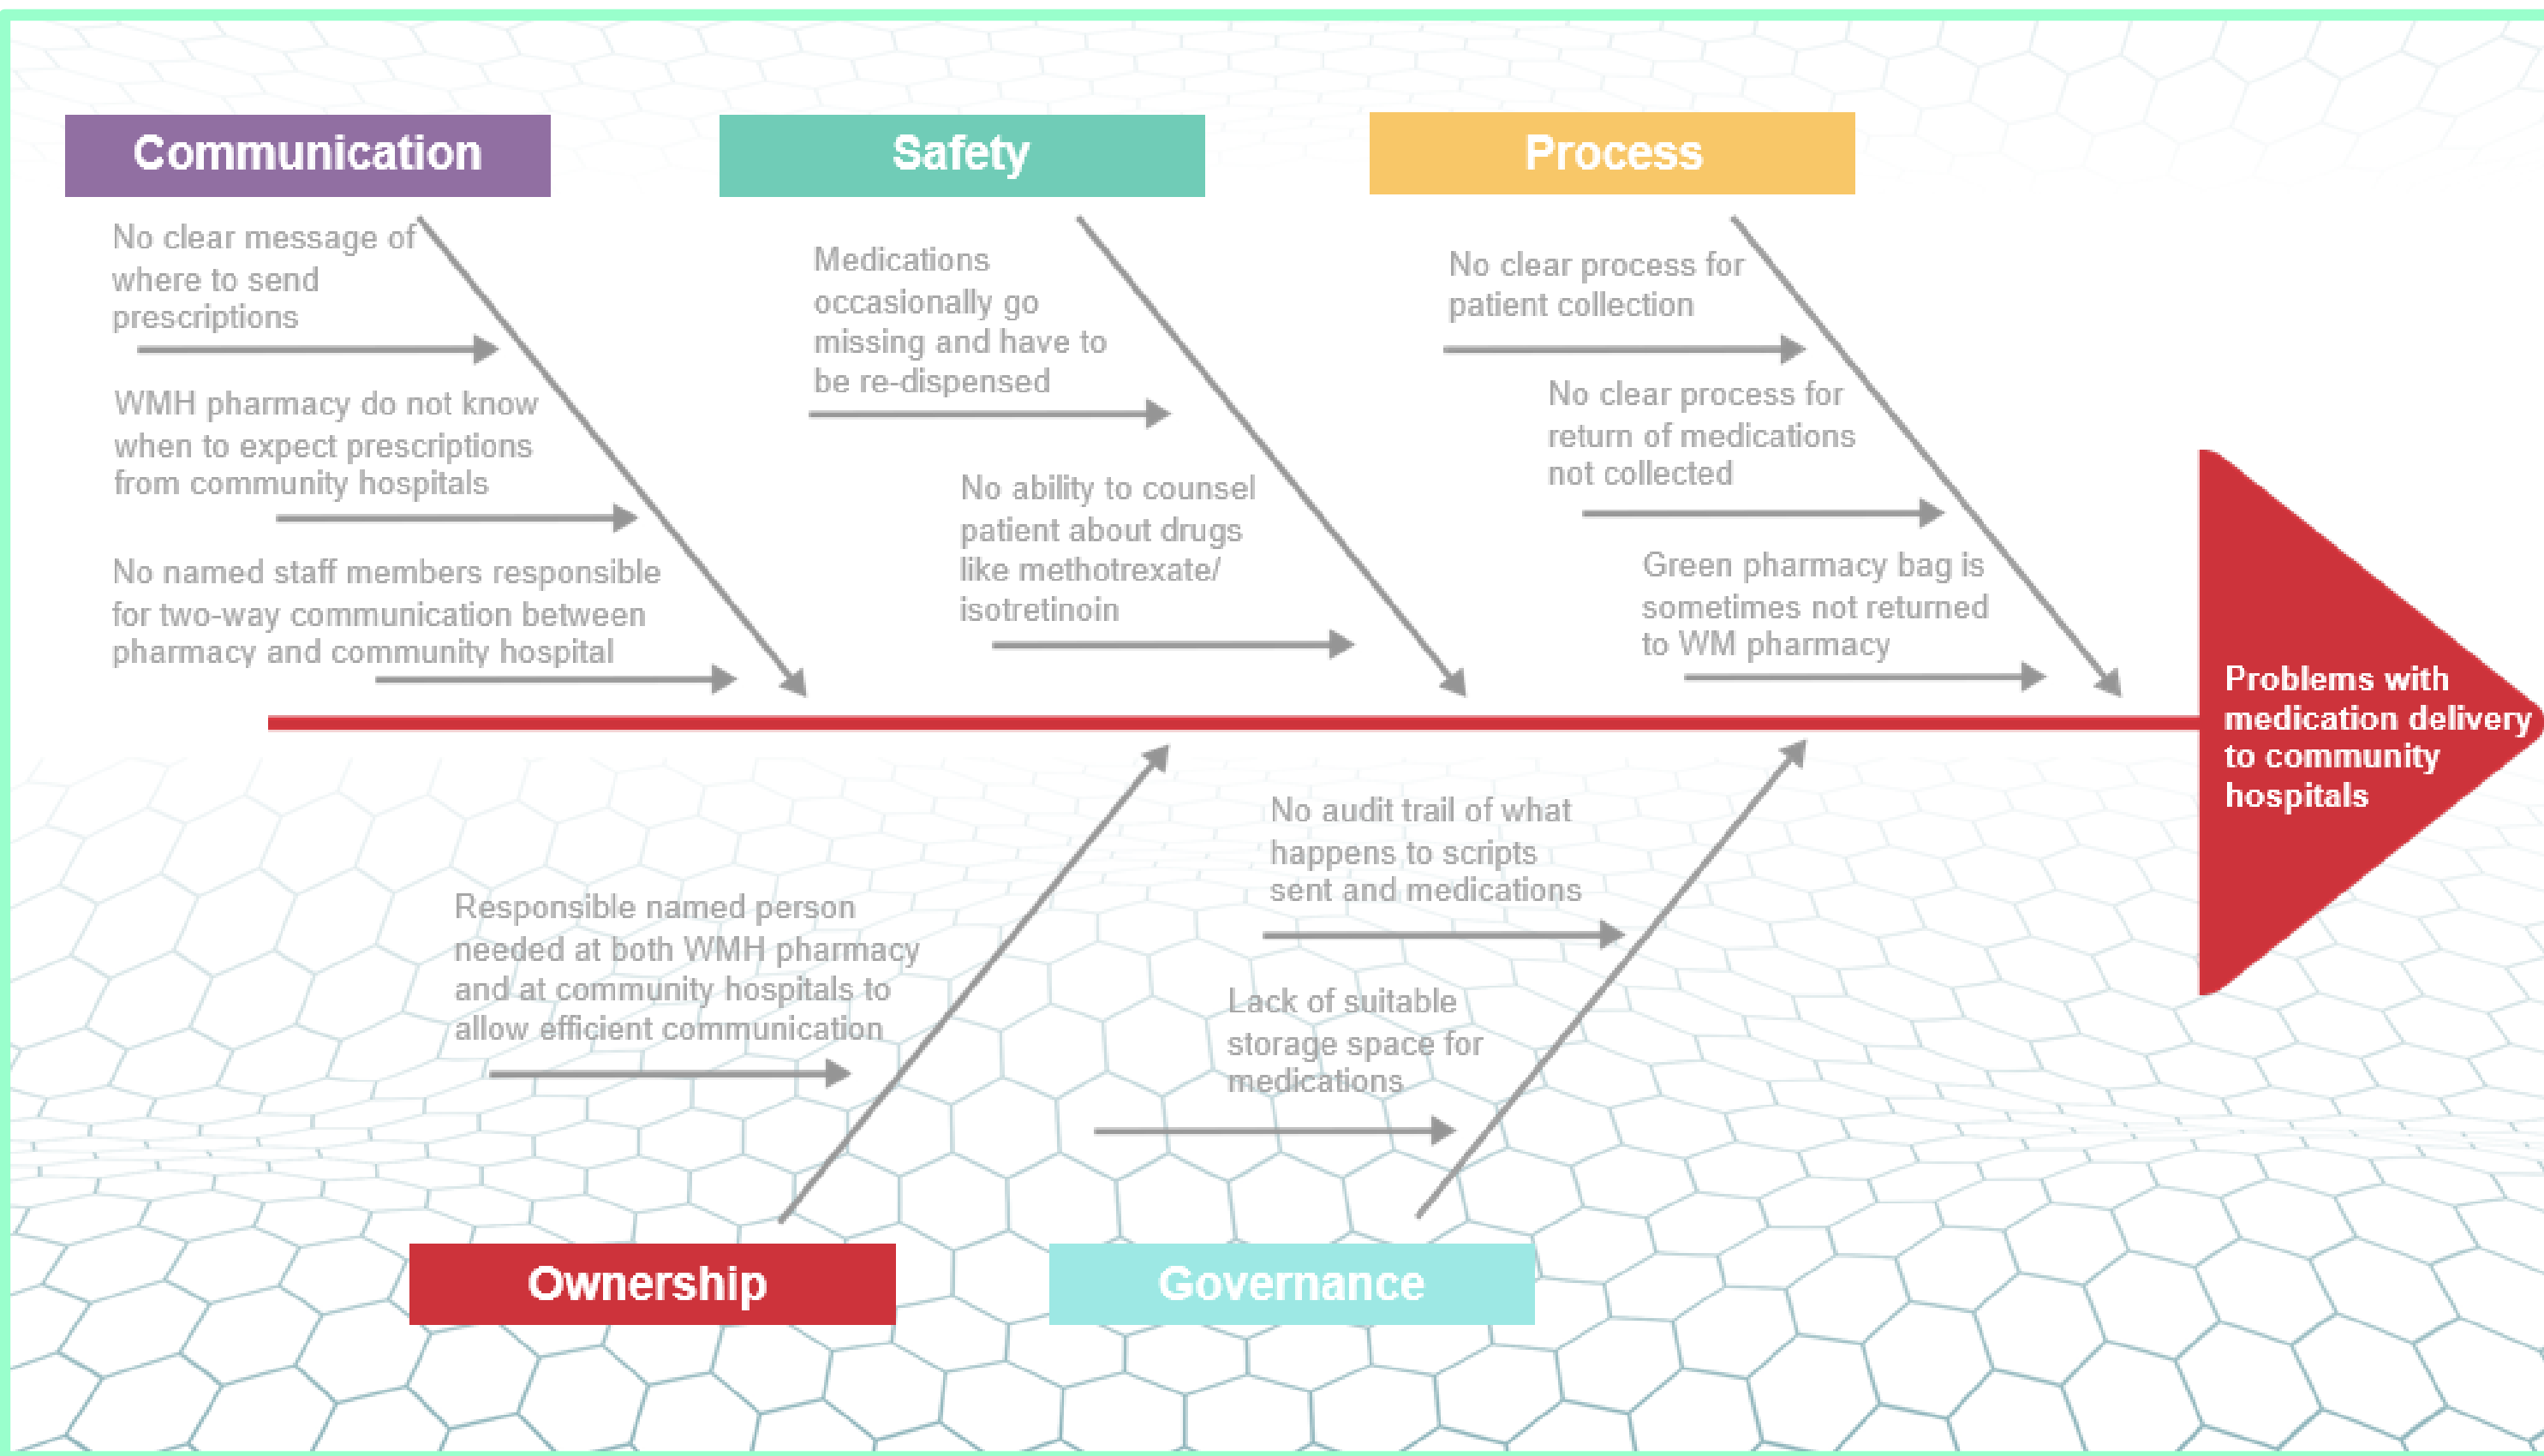 Communication
No clear message of
where to send
prescriptions
WMH pharmacy do not know
when to expect prescriptions
from community hospitals
No named staff members responsible
for two-way communication between
pharmacy and community hospital
Safety
Medications
occasionally go
missing and have to
be re-dispensed
No ability to counsel
patient about drugs
like methotrexate/
isotretinoin
Process
No clear process for
patient collection
No clear process for
return of medications
not collected
Green pharmacy bag is
sometimes not returned
to WM pharmacy
Problems with
medication delivery
to community
hospitals
Responsible named person
needed at both WMH pharmacy
and at community hospitals to
allow efficient communication
Ownership
No audit trail of what
happens to scripts
sent and medications
Lack of suitable
storage space for
medications
Governance